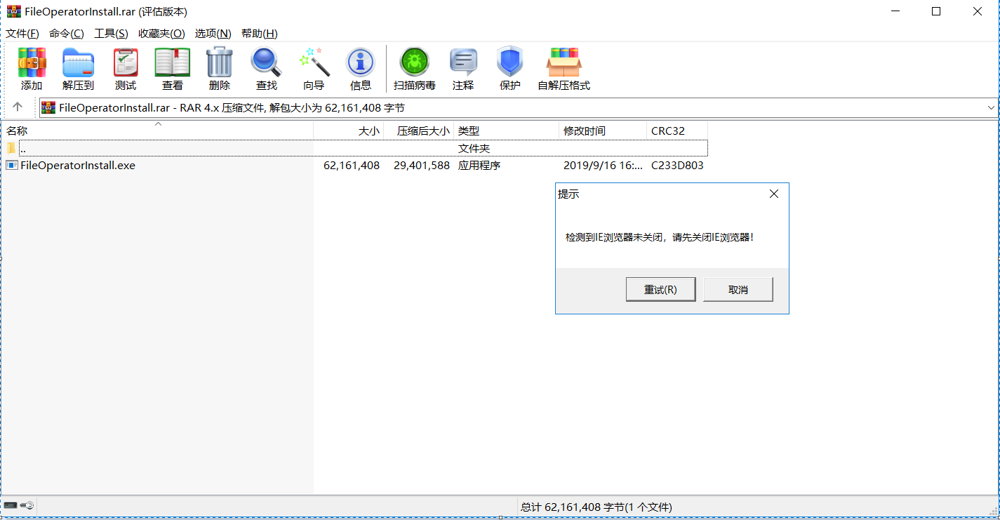 FileOperatorInstall.rar (评估版本)
文件(F) 命令(C) 工具(S) 收藏夹(O) 选项(N) 帮助(H)
添加 解压到 测试 查看 删除 查找 向导 信息 扫描病毒 注释 保护 自解压格式
FileOperatorInstall.rar - RAR 4.x 压缩文件, 解包大小为 62,161,408 字节
名称 大小 压缩后大小 类型 修改时间 CRC32
.. 文件夹
FileOperatorInstall.exe 62,161,408 29,401,588 应用程序 2019/9/16 16:... C233D803
提示
检测到IE浏览器未关闭，请先关闭IE浏览器！
重试(R) 取消
总计 62,161,408 字节(1 个文件)